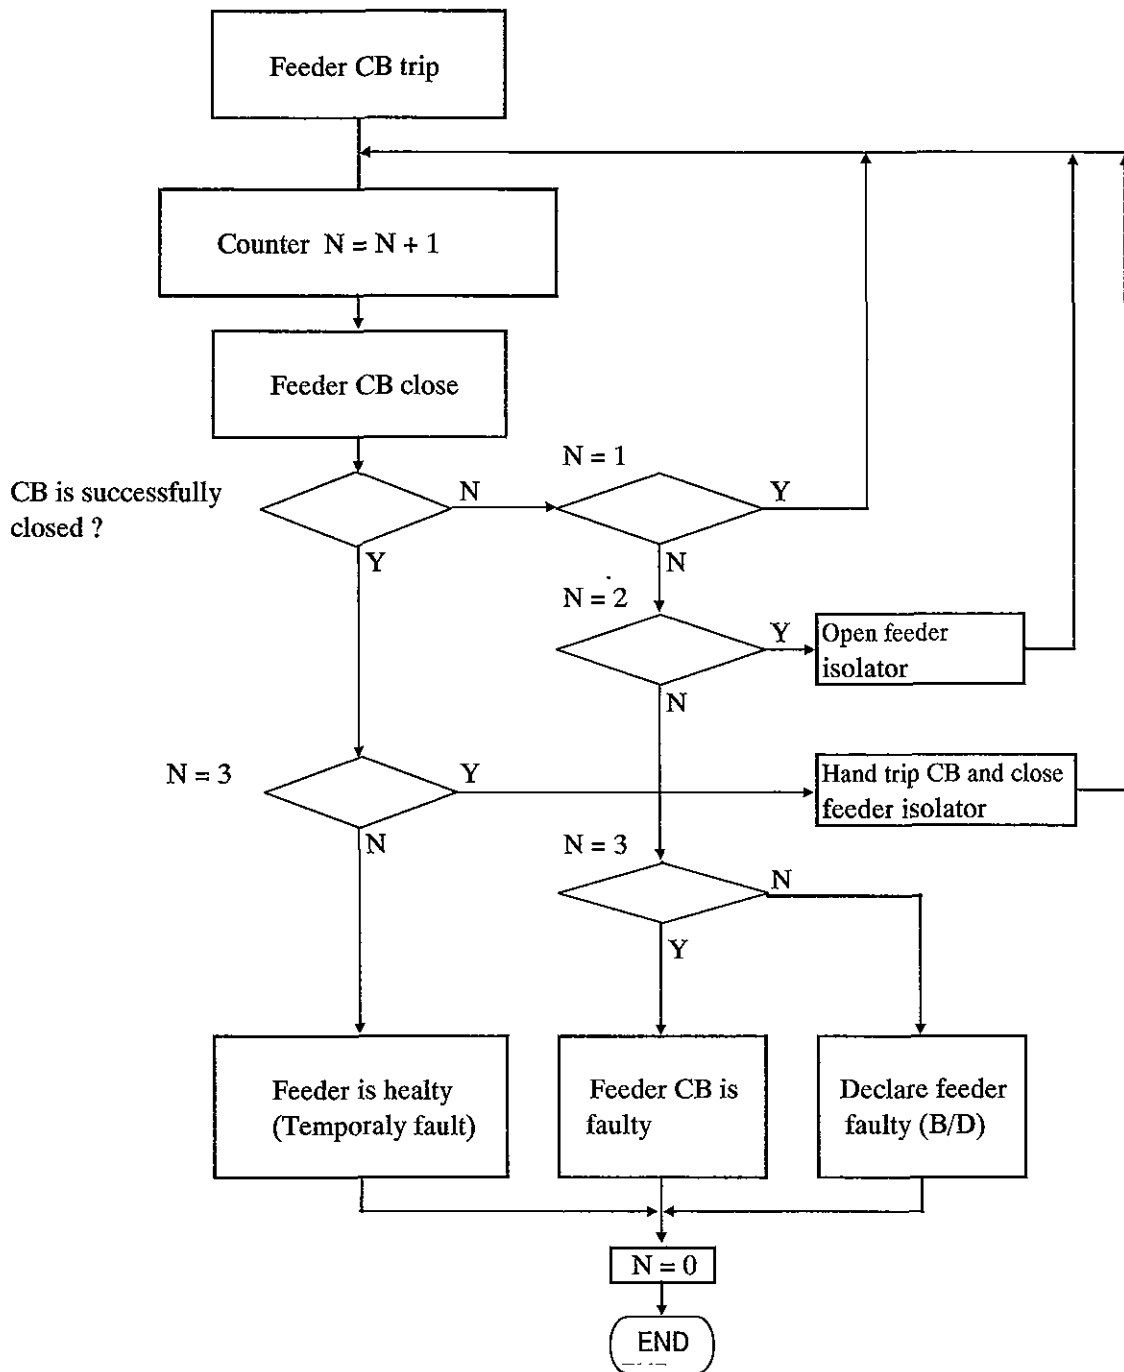 Feeder CB trip
Counter N = N + 1
Feeder CB close
CB is successfully
closed ?
N
Y
N = 1
Y
N
N = 2
Y
N
Open feeder
isolator
N = 3
Y
N
Hand trip CB and close
feeder isolator
N = 3
N
Y
Feeder is healty
(Temporaly fault)
Feeder CB is
faulty
Declare feeder
faulty (B/D)
N = 0
END